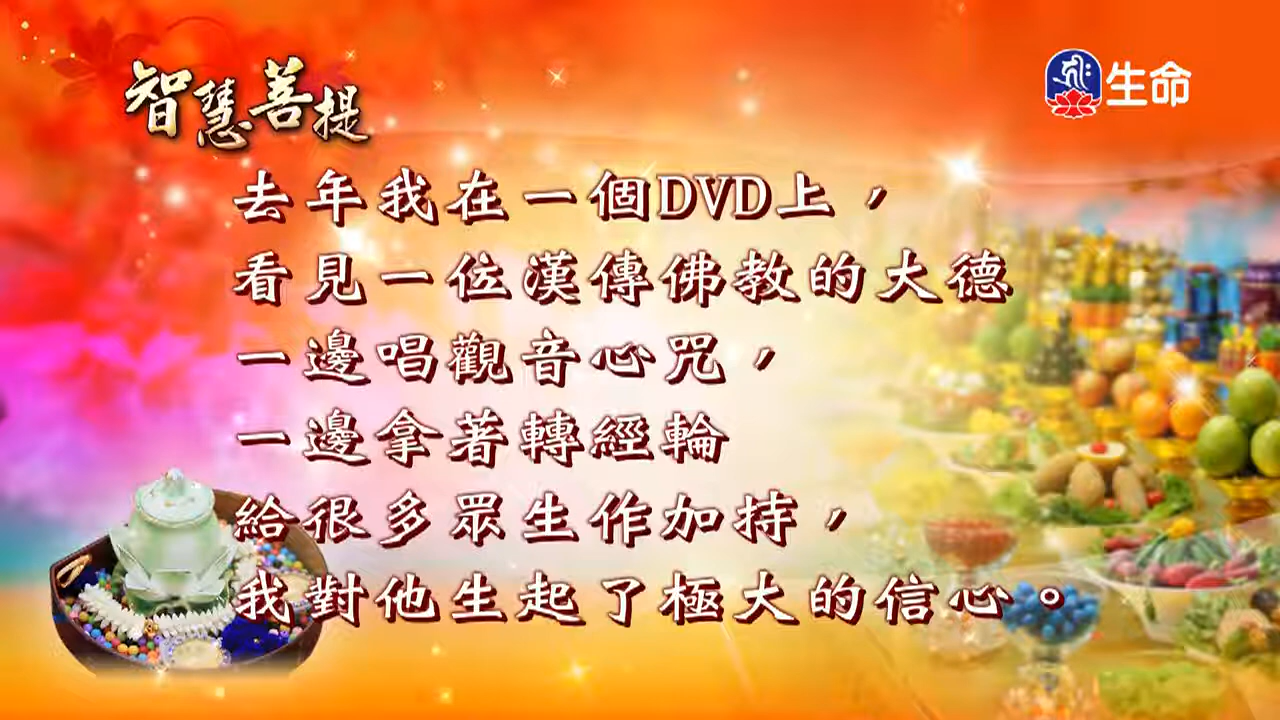 智慧菩提
生命
去年我在一個DVD上，
看見一位漢傳佛教的大德
一邊唱觀音心咒，
一邊拿著轉經輪
給很多眾生作加持，
我對他生起了極大的信心。